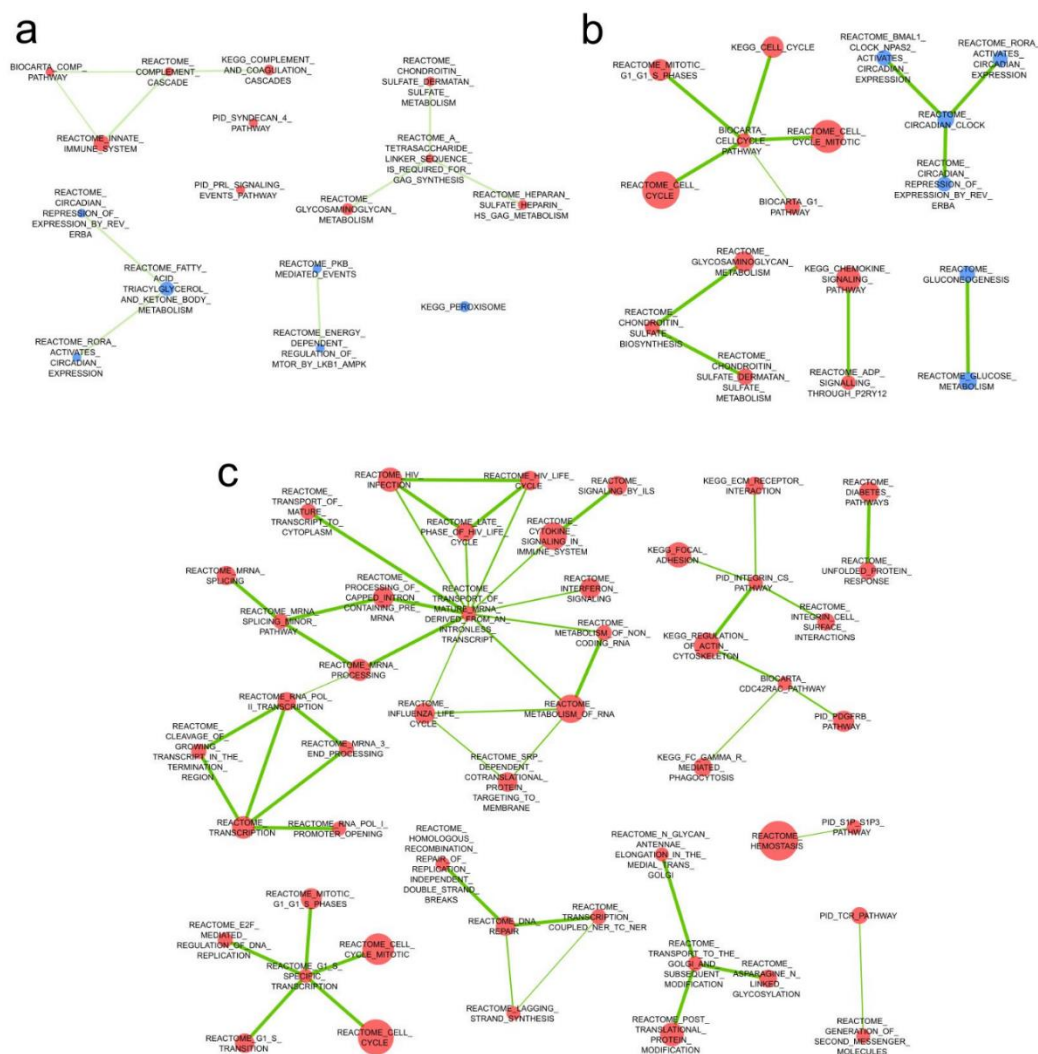 a
BIOCARTA_COMP_
PATHWAY
REACTOME_
COMPLEMENT_
CASCADE
KEGG_COMPLEMENT_
AND_COAGULATION_
CASCADES
REACTOME_INNATE_
IMMUNE_SYSTEM
PID_SYNDECAN_4_
PATHWAY
PID_PRL_SIGNALING_
EVENTS_PATHWAY
REACTOME_
CHONDROITIN_
SULFATE_DERMATAN_
SULFATE_METABOLISM
REACTOME_A_
TETRASACCHARIDE_
LINKER_SEQUENCE_
IS_REQUIRED_FOR_
GAG_SYNTHESIS
REACTOME_
GLYCOSAMINOGLYCAN_
METABOLISM
REACTOME_HEPARAN_
SULFATE_HEPARIN_
HS_GAG_METABOLISM
REACTOME_
CIRCADIAN_
REPRESSION_OF_
EXPRESSION_BY_REV_
ERBA
REACTOME_FATTY_
ACID_
TRIACYLGLYCEROL_
AND_KETONE_BODY_
METABOLISM
REACTOME_RORA_
ACTIVATES_
CIRCADIAN_
EXPRESSION
REACTOME_PKB_
MEDIATED_EVENTS
REACTOME_ENERGY_
DEPENDENT_
REGULATION_OF_
MTOR_BY_LKB1_AMPK
KEGG_PEROXISOME
b
KEGG_CELL_CYCLE
REACTOME_MITOTIC_
G1_G1_S_PHASES
BIOCARTA_
CELLCYCLE_
PATHWAY
REACTOME_CELL_
CYCLE_MITOTIC
REACTOME_CELL_
CYCLE
BIOCARTA_G1_
PATHWAY
REACTOME_BMAL1_
CLOCK_NPAS2_
ACTIVATES_
CIRCADIAN_
EXPRESSION
REACTOME_RORA_
ACTIVATES_
CIRCADIAN_
EXPRESSION
REACTOME_
CIRCADIAN_CLOCK
REACTOME_
CIRCADIAN_
REPRESSION_OF_
EXPRESSION_BY_REV_
ERBA
REACTOME_
GLYCOSAMINOGLYCAN_
METABOLISM
REACTOME_
CHONDROITIN_
SULFATE_
BIOSYNTHESIS
REACTOME_
CHONDROITIN_
SULFATE_DERMATAN_
SULFATE_METABOLISM
KEGG_CHEMOKINE_
SIGNALING_
PATHWAY
REACTOME_ADP_
SIGNALLING_
THROUGH_P2RY12
REACTOME_
GLUCONEOGENESIS
REACTOME_GLUCOSE_
METABOLISM
c
REACTOME_HIV_
INFECTION
REACTOME_HIV_LIFE_
CYCLE
REACTOME_LATE_
PHASE_OF_HIV_LIFE_
CYCLE
REACTOME_
SIGNALING_BY_ILS
REACTOME_
CYTOKINE_
SIGNALING_IN_
IMMUNE_SYSTEM
REACTOME_
TRANSPORT_OF_
MATURE_
TRANSCRIPT_TO_
CYTOPLASM
REACTOME_MRNA_
SPLICING
REACTOME_MRNA_
SPLICING_MINOR_
PATHWAY
REACTOME_
PROCESSING_OF_
CAPPED_INTRON_
CONTAINING_PRE_
MRNA
REACTOME_
TRANSPORT_OF_
MATURE_MRNA_
DERIVED_FROM_AN_
INTRONLESS_
TRANSCRIPT
REACTOME_
INTERFERON_
SIGNALING
REACTOME_
METABOLISM_OF_NON_
CODING_RNA
REACTOME_MRNA_
PROCESSING
REACTOME_
INFLUENZA_LIFE_
CYCLE
REACTOME_
METABOLISM_OF_RNA
REACTOME_SRP_
DEPENDENT_
COTRANSLATIONAL_
PROTEIN_
TARGETING_TO_
MEMBRANE
REACTOME_RNA_POL_
II_TRANSCRIPTION
REACTOME_
CLEAVAGE_OF_
GROWING_
TRANSCRIPT_IN_THE_
TERMINATION_
REGION
REACTOME_MRNA_3_
END_PROCESSING
REACTOME_
TRANSCRIPTION
REACTOME_RNA_POL_I_
PROMOTER_OPENING
KEGG_ECM_RECEPTOR_
INTERACTION
KEGG_FOCAL_
ADHESION
PID_INTEGRIN_CS_
PATHWAY
REACTOME_
INTEGRIN_CELL_
SURFACE_
INTERACTIONS
KEGG_REGULATION_
OF_ACTIN_
CYTOSKELETON
BIOCARTA_
CDC42RAC_PATHWAY
PID_PDGFRB_
PATHWAY
KEGG_FC_GAMMA_R_
MEDIATED_
PHAGOCYTOSIS
REACTOME_
DIABETES_
PATHWAYS
REACTOME_
UNFOLDED_PROTEIN_
RESPONSE
REACTOME_
HEMOSTASIS
PID_S1P_S1P3_
PATHWAY
REACTOME_MITOTIC_
G1_G1_S_PHASES
REACTOME_E2F_
MEDIATED_
REGULATION_OF_DNA_
REPLICATION
REACTOME_CELL_
CYCLE_MITOTIC
REACTOME_G1_S_
SPECIFIC_
TRANSCRIPTION
REACTOME_G1_S_
TRANSITION
REACTOME_CELL_
CYCLE
REACTOME_
HOMOLOGOUS_
RECOMBINATION_
REPAIR_OF_
REPLICATION_
INDEPENDENT_
DOUBLE_STRAND_
BREAKS
REACTOME_DNA_
REPAIR
REACTOME_
TRANSCRIPTION_
COUPLED_NER_TC_NER
REACTOME_LAGGING_
STRAND_SYNTHESIS
REACTOME_N_GLYCAN_
ANTENNAE_
ELONGATION_IN_THE_
MEDIAL_TRANS_
GOLGI
REACTOME_
TRANSPORT_TO_THE_
GOLGI_AND_
SUBSEQUENT_
MODIFICATION
REACTOME_
ASPARAGINE_N_
LINKED_
GLYCOSYLATION
REACTOME_POST_
TRANSLATIONAL_
PROTEIN_
MODIFICATION
PID_TCR_PATHWAY
REACTOME_
GENERATION_OF_
SECOND_MESSENGER_
MOLECULES